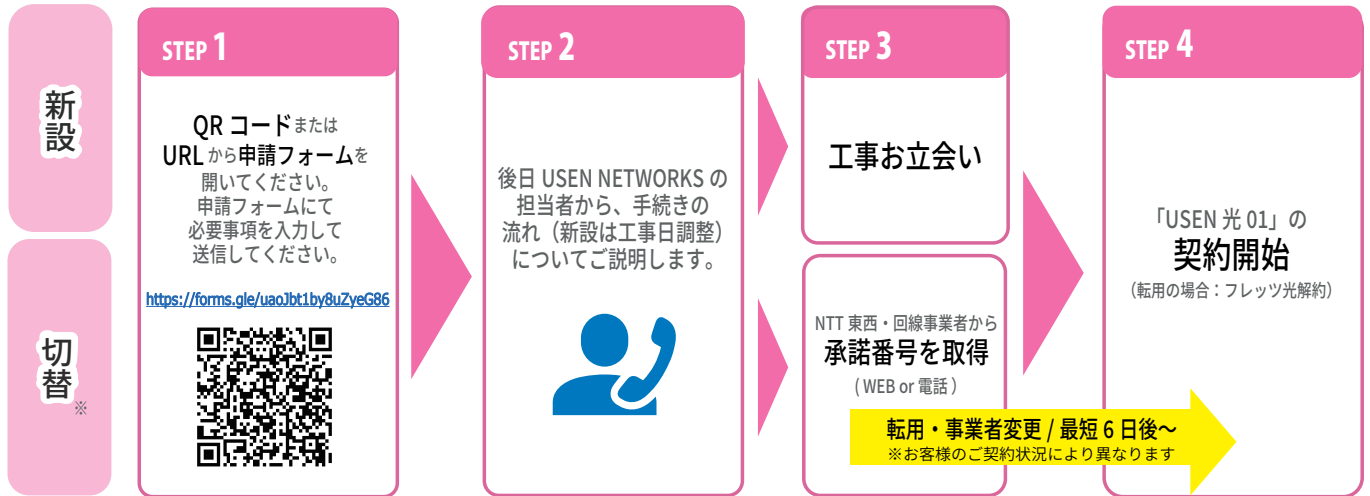 新設
切替
※
STEP 1
QR コードまたは
URL から申請フォームを
開いてください。
申請フォームにて
必要事項を入力して
送信してください。
https://forms.gle/uaoJbt1by8uZyeG86
STEP 2
後日 USEN NETWORKS の
担当者から、手続きの
流れ（新設は工事日調整）
についてご説明します。
STEP 3
工事お立会い
NTT 東西・回線事業者から
承諾番号を取得
( WEB or 電話 )
転用・事業者変更 / 最短 6 日後～
※お客様のご契約状況により異なります
STEP 4
「USEN 光 01」の
契約開始
（転用の場合：フレッツ光解約）